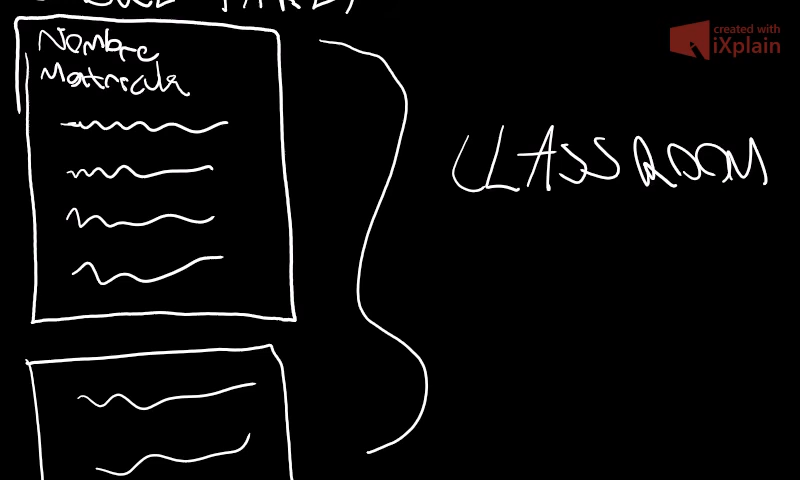 Nombre
Matricula
CLASSROOM
created with
iXplain